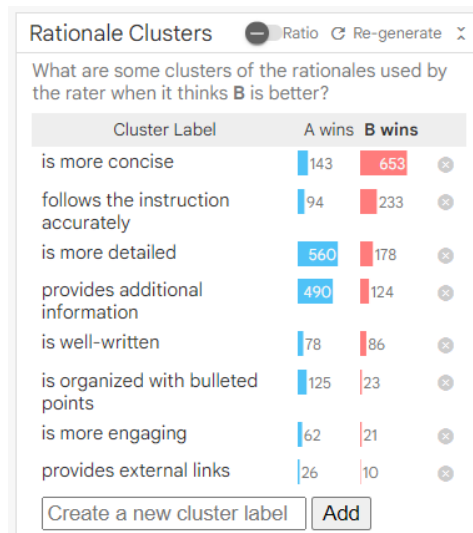 Rationale Clusters Ratio Re-generate
What are some clusters of the rationales used by
the rater when it thinks B is better?
Cluster Label A wins B wins
is more concise 143 653
follows the instruction 94 233
accurately
is more detailed 560 178
provides additional 490 124
information
is well-written 78 86
is organized with bulleted 125 23
points
is more engaging 62 21
provides external links 26 10
Create a new cluster label Add